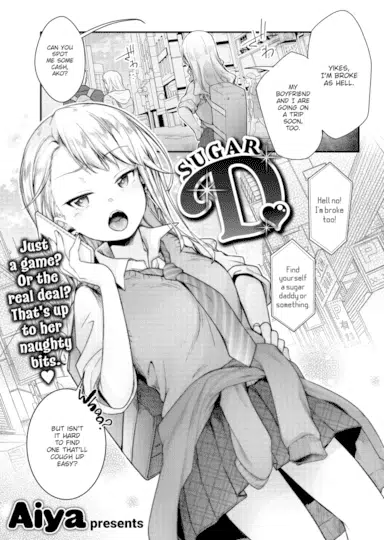 YIKES,
I'M BROKE
AS HELL.
MY
BOYFRIEND
AND I ARE
GOING ON
A TRIP
SOON,
TOO.
CAN YOU
SPOT ME
SOME
CASH,
AKO?
SUGAR
D
Hell no!
I'm broke
too!
Find
yourself
a sugar
daddy or
something.
Just
a game?
Or the
real deal?
That's up
to her
naughty
bits.
♥
Whoa?
BUT ISN'T
IT HARD
TO FIND
ONE THAT'LL
COUGH UP
EASY?
Aiya presents